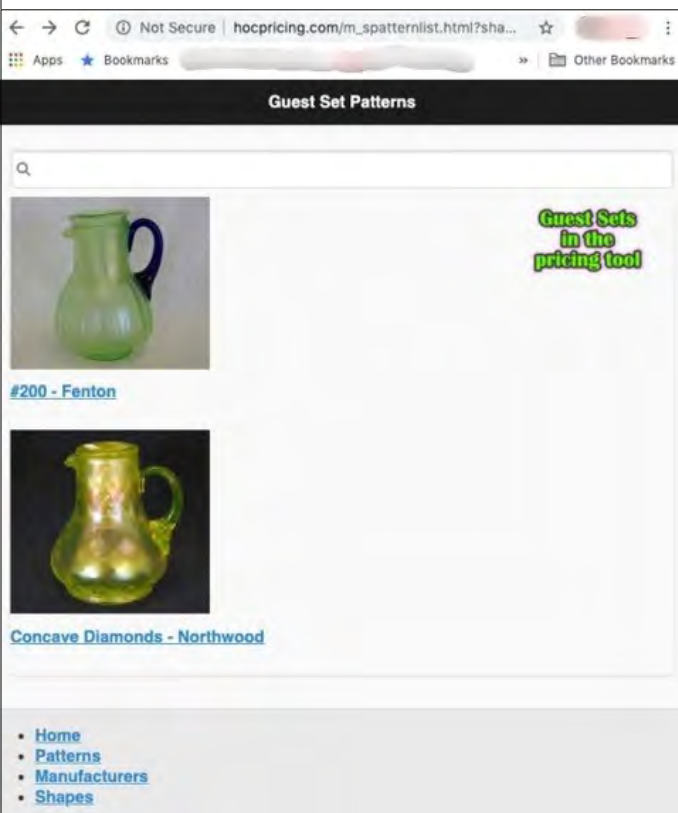 Not Secure | hocpricing.com/m_spatternlist.html?sha...
Apps Bookmarks » Other Bookmarks
Guest Set Patterns
Guest Sets
in the
pricing tool
#200 - Fenton
Concave Diamonds - Northwood
• Home
• Patterns
• Manufacturers
• Shapes